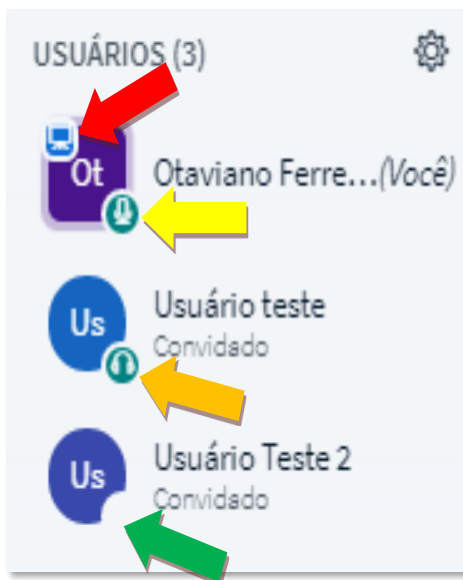 USUÁRIOS (3)
Ot
Otaviano Ferre...(Você)
Us
Usuário teste
Convidado
Us
Usuário Teste 2
Convidado